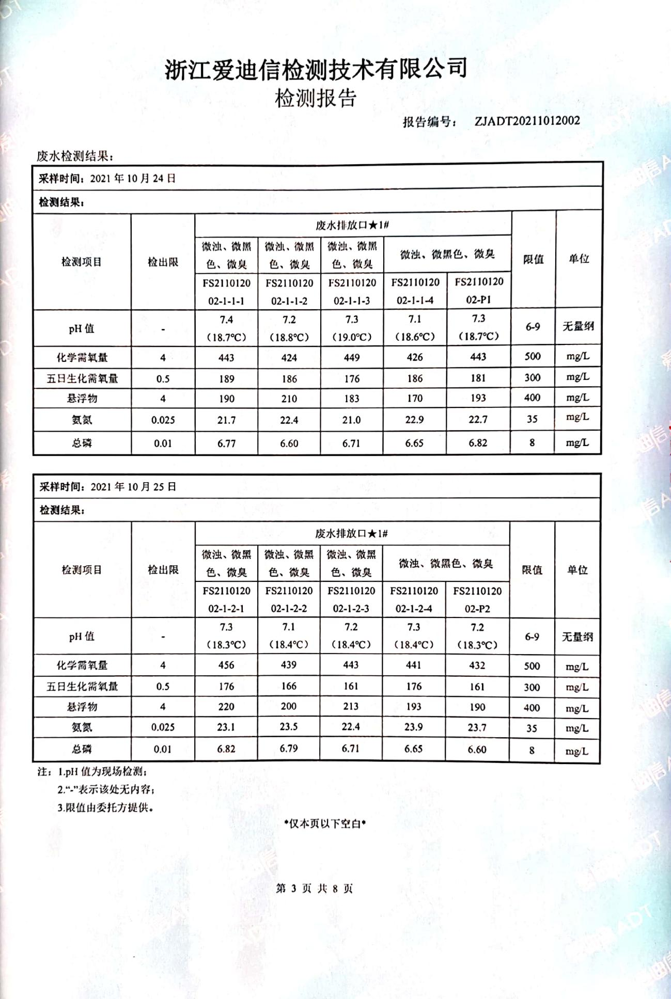 浙江爱迪信检测技术有限公司
检测报告
报告编号： ZJADT20211012002
废水检测结果：
采样时间：2021 年 10 月 24 日
检测结果：
检测项目 检出限 废水排放口★1# 限值 单位
微浊、微黑色、微臭 微浊、微黑色、微臭 微浊、微黑色、微臭 微浊、微黑色、微臭
FS211012002-1-1-1 FS211012002-1-1-2 FS211012002-1-1-3 FS211012002-1-1-4 FS211012002-P1
pH 值 - 7.4（18.7℃） 7.2（18.8℃） 7.3（19.0℃） 7.1（18.6℃） 7.3（18.7℃） 6-9 无量纲
化学需氧量 4 443 424 449 426 443 500 mg/L
五日生化需氧量 0.5 189 186 176 186 181 300 mg/L
悬浮物 4 190 210 183 170 193 400 mg/L
氨氮 0.025 21.7 22.4 21.0 22.9 22.7 35 mg/L
总磷 0.01 6.77 6.60 6.71 6.65 6.82 8 mg/L
采样时间：2021 年 10 月 25 日
检测结果：
检测项目 检出限 废水排放口★1# 限值 单位
微浊、微黑色、微臭 微浊、微黑色、微臭 微浊、微黑色、微臭 微浊、微黑色、微臭
FS211012002-1-2-1 FS211012002-1-2-2 FS211012002-1-2-3 FS211012002-1-2-4 FS211012002-P2
pH 值 - 7.3（18.3℃） 7.1（18.4℃） 7.2（18.4℃） 7.3（18.4℃） 7.2（18.3℃） 6-9 无量纲
化学需氧量 4 456 439 443 441 432 500 mg/L
五日生化需氧量 0.5 176 166 161 176 161 300 mg/L
悬浮物 4 220 200 213 193 190 400 mg/L
氨氮 0.025 23.1 23.5 22.4 23.9 23.7 35 mg/L
总磷 0.01 6.82 6.79 6.71 6.65 6.60 8 mg/L
注：1.pH 值为现场检测；
2.“-”表示该处无内容；
3.限值由委托方提供。
*仅本页以下空白*
第 3 页 共 8 页